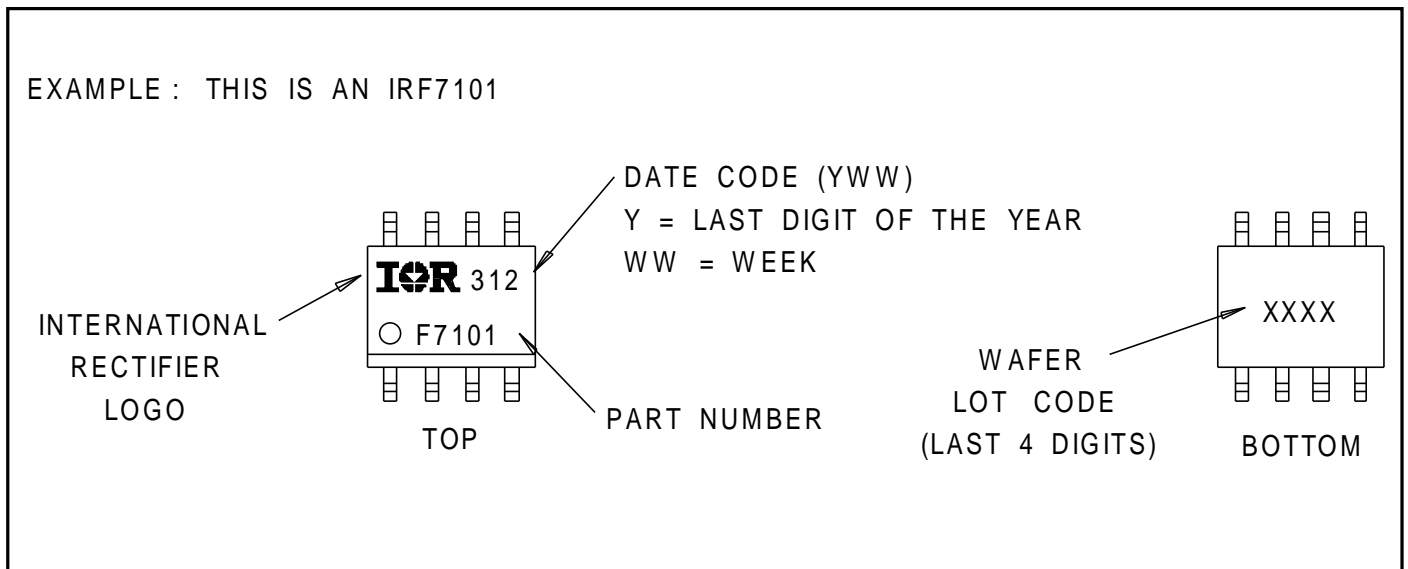 EXAMPLE : THIS IS AN IRF7101
DATE CODE (YWW)
Y = LAST DIGIT OF THE YEAR
WW = WEEK
IOR 312
F7101
INTERNATIONAL
RECTIFIER
LOGO
PART NUMBER
TOP
XXXX
WAFER
LOT CODE
(LAST 4 DIGITS)
BOTTOM